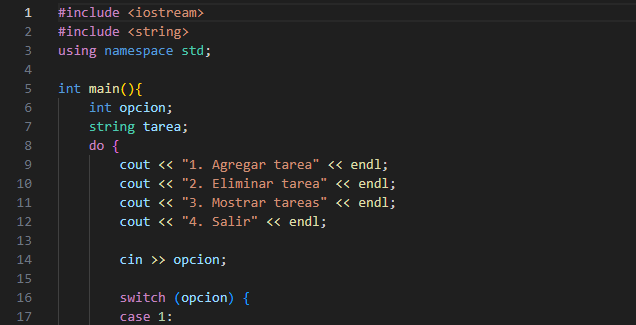 1 #include <iostream>
2 #include <string>
3 using namespace std;
4
5 int main(){
6     int opcion;
7     string tarea;
8     do {
9         cout << "1. Agregar tarea" << endl;
10         cout << "2. Eliminar tarea" << endl;
11         cout << "3. Mostrar tareas" << endl;
12         cout << "4. Salir" << endl;
13
14         cin >> opcion;
15
16         switch (opcion) {
17         case 1: